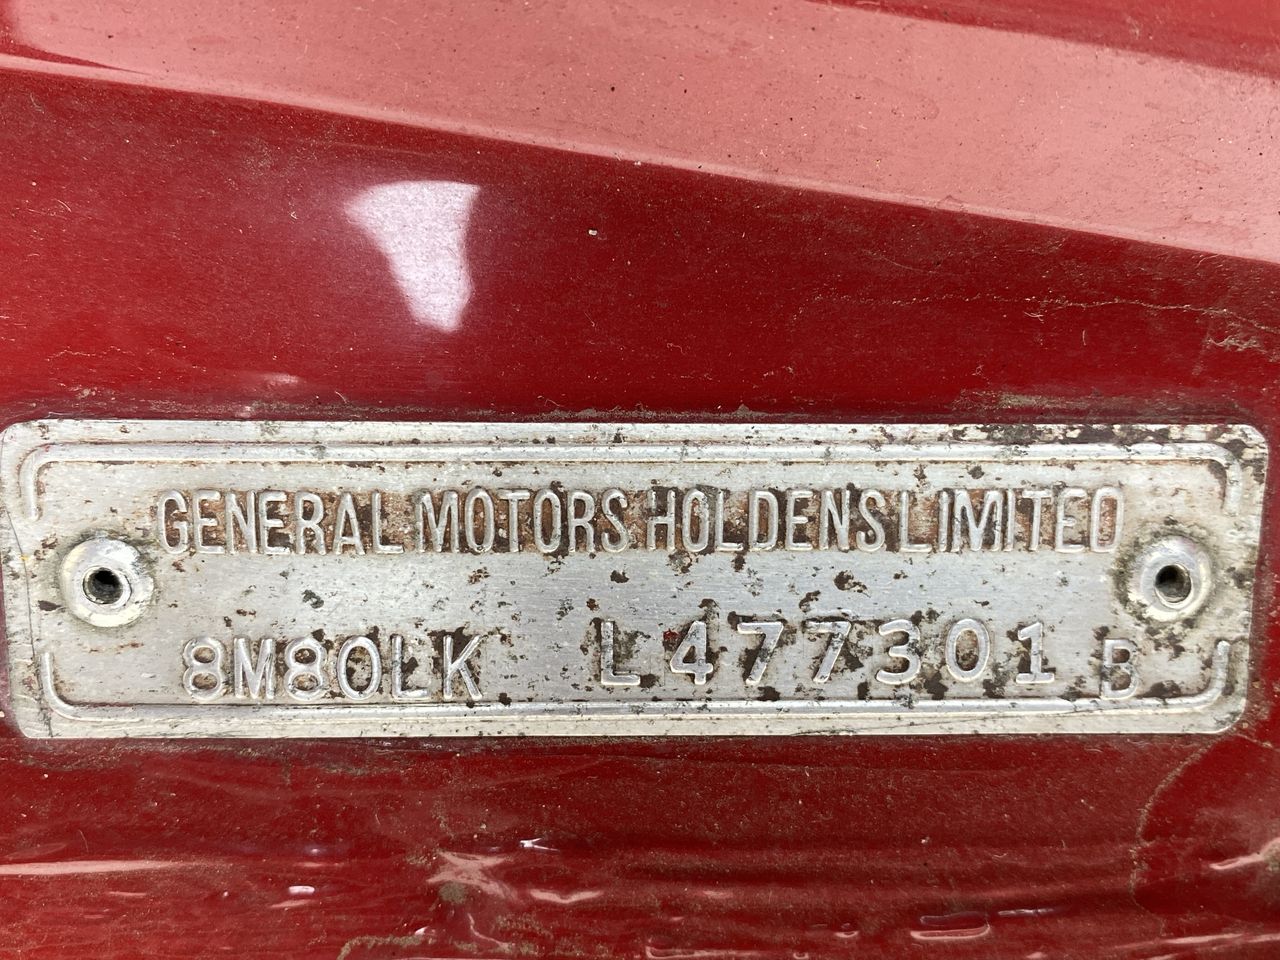 GENERAL MOTORS HOLDENS LIMITED
8M80LK L477301 B